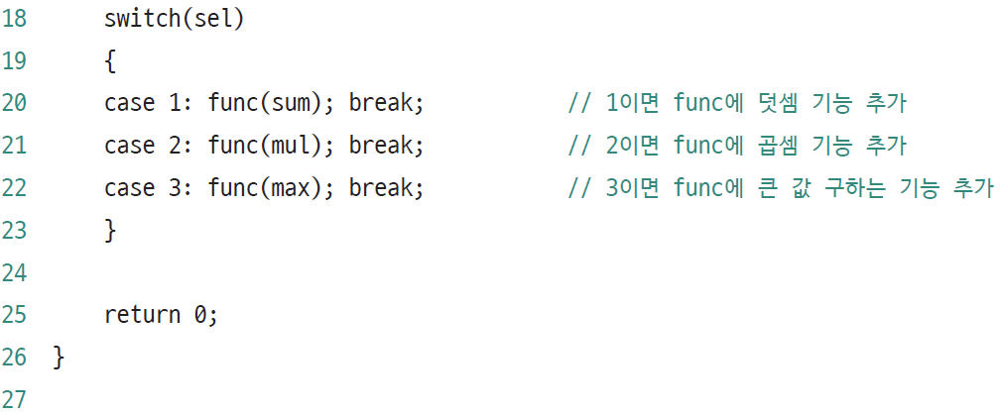 18 switch(sel)
19 {
20 case 1: func(sum); break; // 1이면 func에 덧셈 기능 추가
21 case 2: func(mul); break; // 2이면 func에 곱셈 기능 추가
22 case 3: func(max); break; // 3이면 func에 큰 값 구하는 기능 추가
23 }
24
25 return 0;
26 }
27